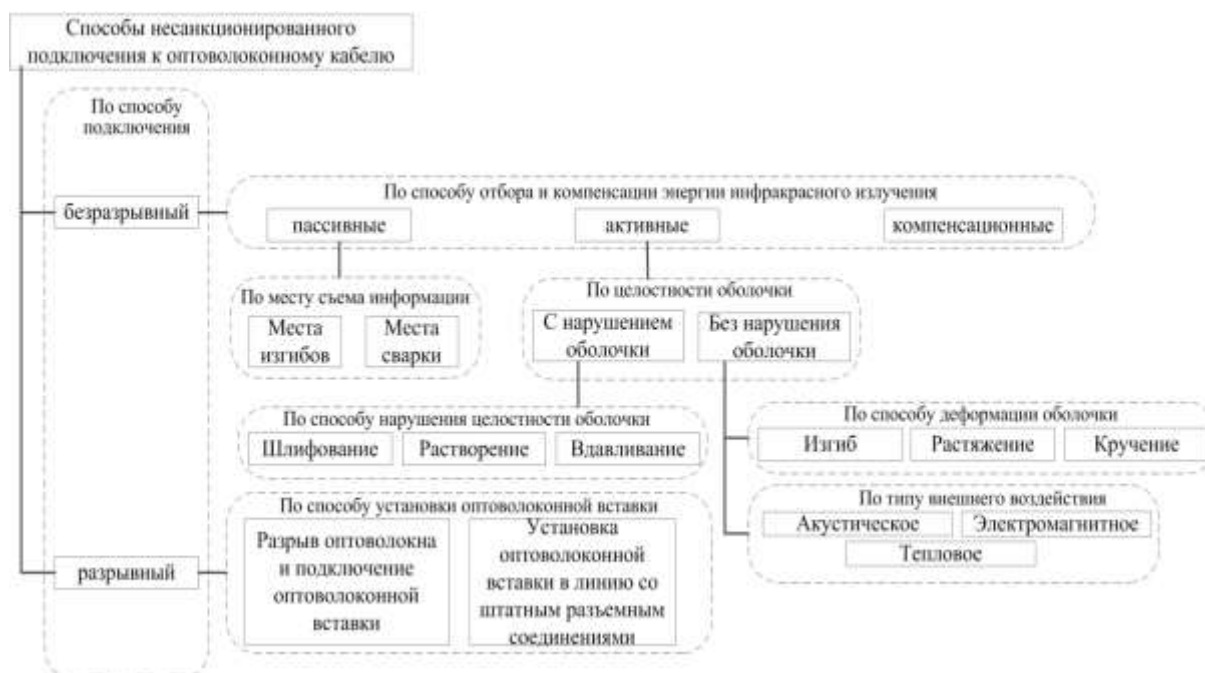 Способы несанкционированного
подключения к оптоволоконному кабелю
По способу
подключения
безразрывный
По способу отбора и компенсации энергии инфракрасного излучения
пассивные
активные
компенсационные
По месту съема информации
Места
изгибов
Места
сварки
По целостности оболочки
С нарушением
оболочки
Без нарушения
оболочки
По способу нарушения целостности оболочки
Шлифование
Растворение
Вдавливание
По способу деформации оболочки
Изгиб
Растяжение
Кручение
По типу внешнего воздействия
Акустическое
Электромагнитное
Тепловое
разрывный
По способу установки оптоволоконной вставки
Разрыв оптоволокна
и подключение
оптоволоконной
вставки
Установка
оптоволоконной
вставки в линию со
штатным разъемным
соединениями